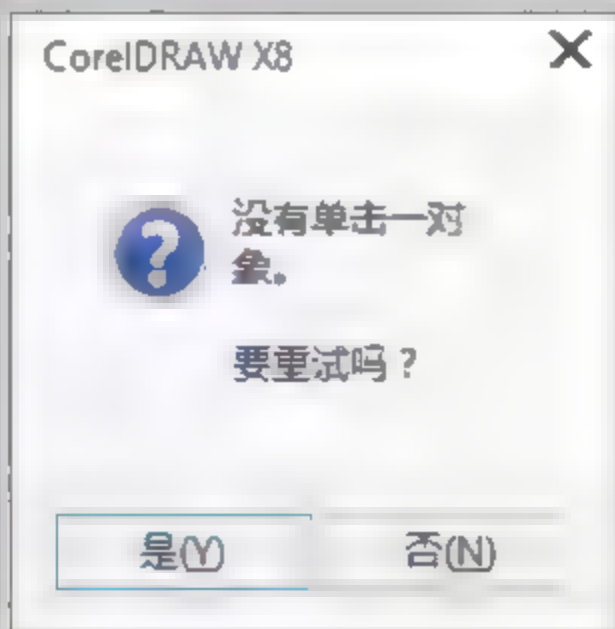 CorelDRAW X8
没有单击一对
象。
要重试吗？
是(Y)
否(N)